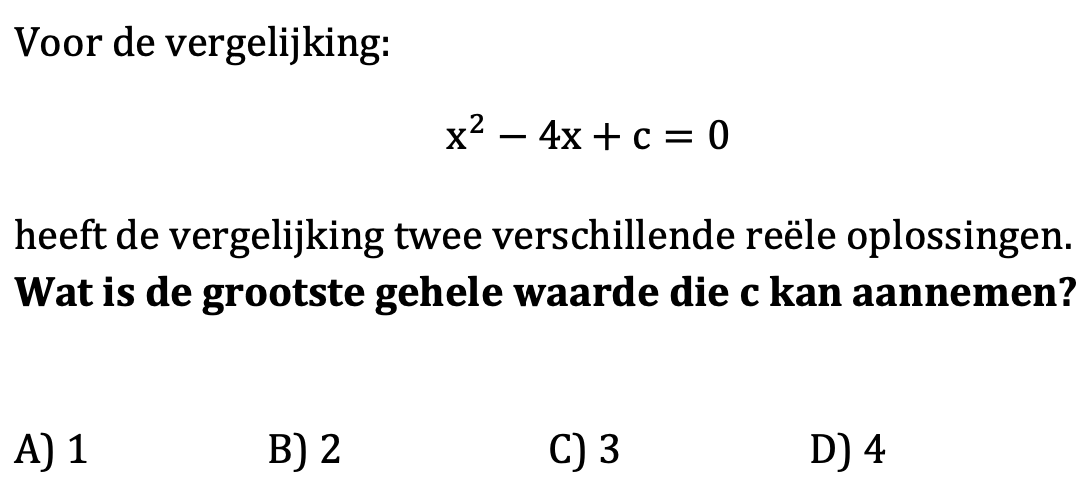 Voor de vergelijking:
x² − 4x + c = 0
heeft de vergelijking twee verschillende reële oplossingen.
Wat is de grootste gehele waarde die c kan aannemen?
A) 1 B) 2 C) 3 D) 4